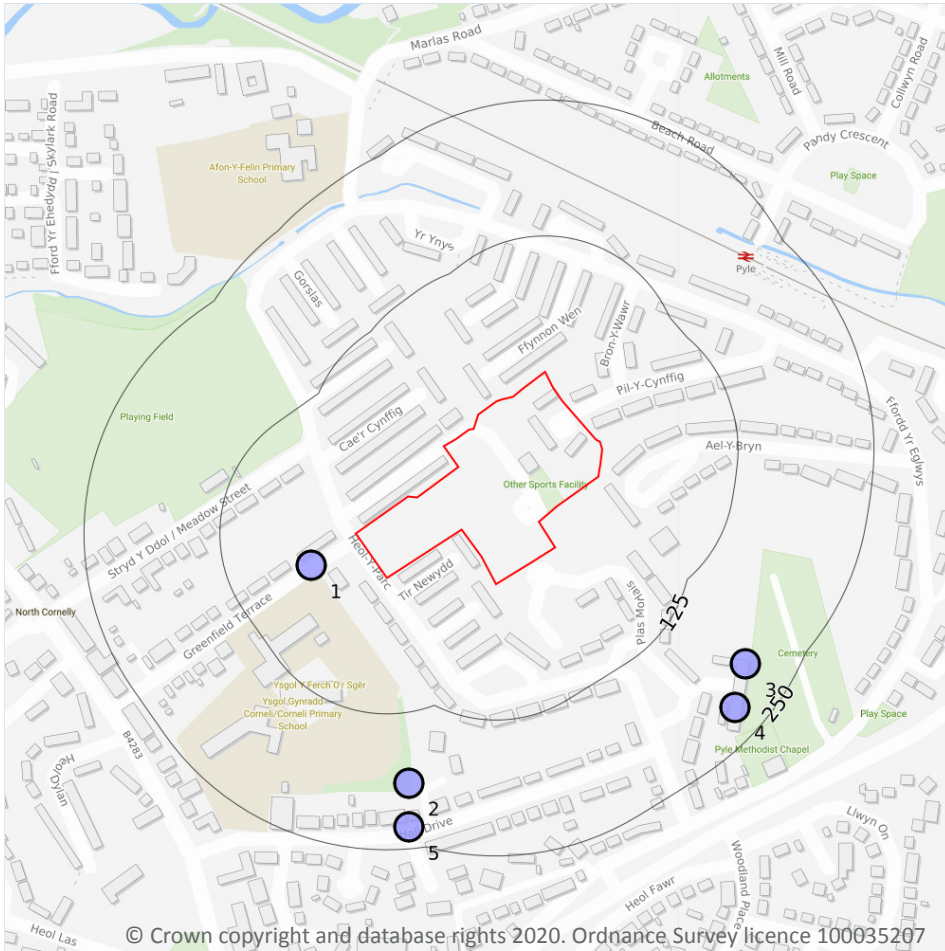 Marlas Road
Mill Road
Collwyn Road
Allotments
Beach Road
Pandy Crescent
Play Space
Fford Yr Ehedydd | Skylark Road
Afon-Y-Felin Primary
School
Yr Ynys
Pyle
Gorslas
Ffynnon Wen
Bron-Y-Wawr
Pil-Y-Cynffig
Ffordd Yr Eglwys
Playing Field
Cae'r Cynffig
Ael-Y-Bryn
Other Sports Facility
Stryd Y Ddol / Meadow Street
Heol-Y-Parc
Tir Newydd
1
North Cornelly
Greenfield Terrace
Plas Morlais
125
Cemetery
3
250
4
Ysgol Y Ferch O'r Sgêr
Ysgol Gynradd
Corneli/Corneli Primary
School
Play Space
Pyle Methodist Chapel
B4283
Heol Dylan
2
Drive
5
Llwyn On
Woodland Place
Heol Fawr
Heol Las
© Crown copyright and database rights 2020. Ordnance Survey licence 100035207